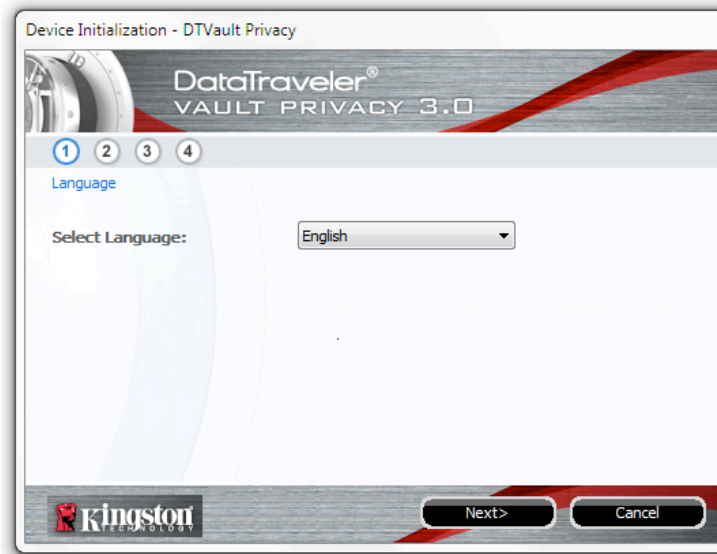 Device Initialization - DTVault Privacy
DataTraveler®
VAULT PRIVACY 3.0
1 2 3 4
Language
Select Language: English
Kingston
TECHNOLOGY
Next> Cancel